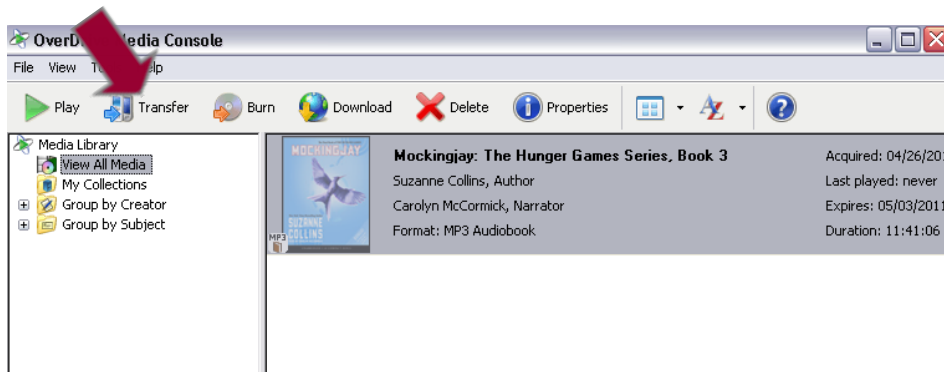 OverD Media Console
File View To Help
Play Transfer Burn Download Delete Properties
Media Library
View All Media
My Collections
Group by Creator
Group by Subject
MOCKINGJAY
SUZANNE
COLLINS
MP3
Mockingjay: The Hunger Games Series, Book 3
Suzanne Collins, Author
Carolyn McCormick, Narrator
Format: MP3 Audiobook
Acquired: 04/26/201
Last played: never
Expires: 05/03/2011
Duration: 11:41:06